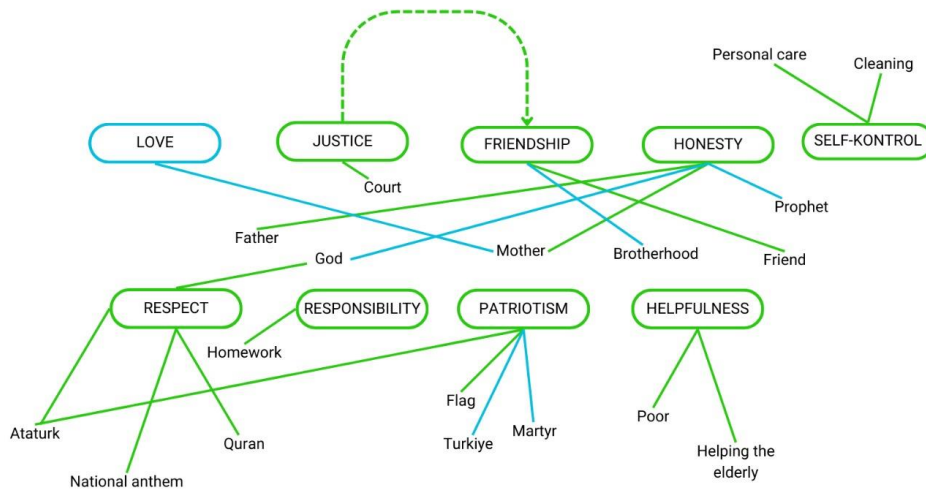 Personal care
Cleaning
LOVE
JUSTICE
FRIENDSHIP
HONESTY
SELF-KONTROL
Court
Prophet
Father
God
Mother
Brotherhood
Friend
RESPECT
RESPONSIBILITY
PATRIOTISM
HELPFULNESS
Homework
Flag
Poor
Ataturk
Quran
Turkiye
Martyr
National anthem
Helping the
elderly